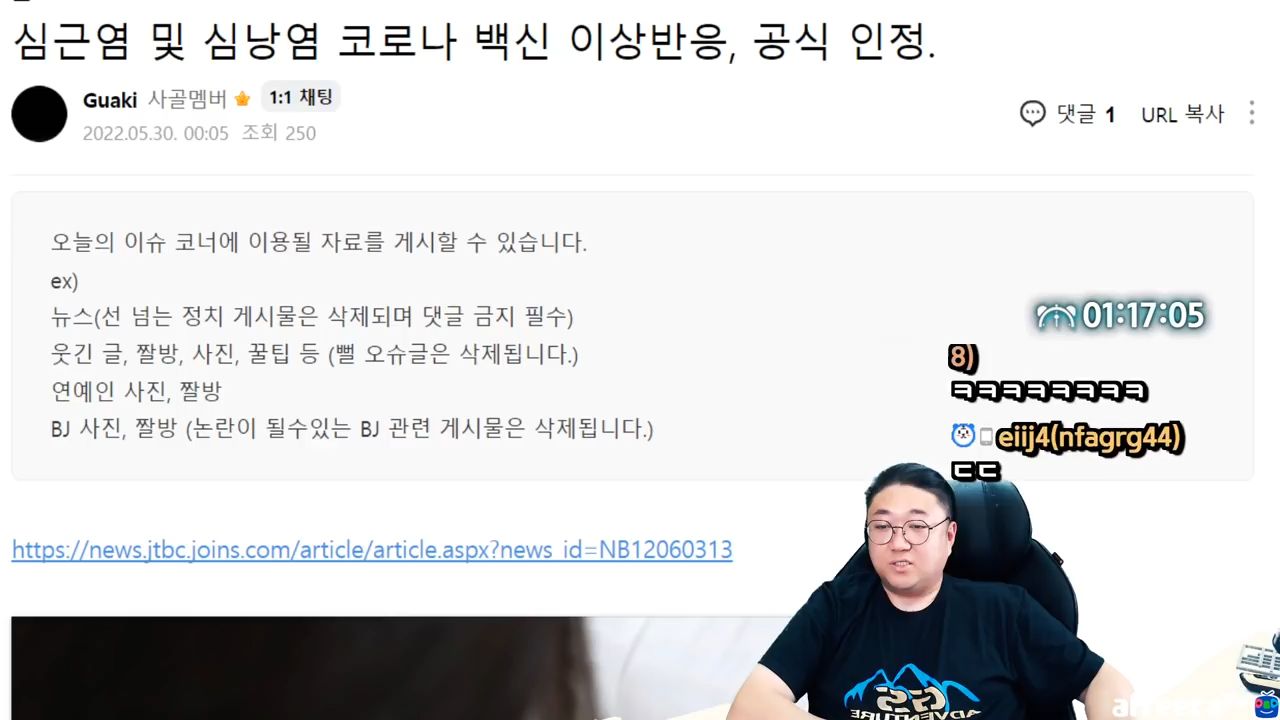 심근염 및 심낭염 코로나 백신 이상반응, 공식 인정.
Guaki 사골멤버 1:1 채팅
2022.05.30. 00:05 조회 250
댓글 1 URL 복사
오늘의 이슈 코너에 이용될 자료를 게시할 수 있습니다.
ex)
뉴스(선 넘는 정치 게시물은 삭제되며 댓글 금지 필수)
웃긴 글, 짤방, 사진, 꿀팁 등 (뻘 오슈글은 삭제됩니다.)
연예인 사진, 짤방
BJ 사진, 짤방 (논란이 될수있는 BJ 관련 게시물은 삭제됩니다.)
01:17:05
8)
ㅋㅋㅋㅋㅋㅋㅋㅋ
eiij4(nfagrg44)
ㄷㄷ
https://news.jtbc.joins.com/article/article.aspx?news_id=NB12060313
ADVENTURE